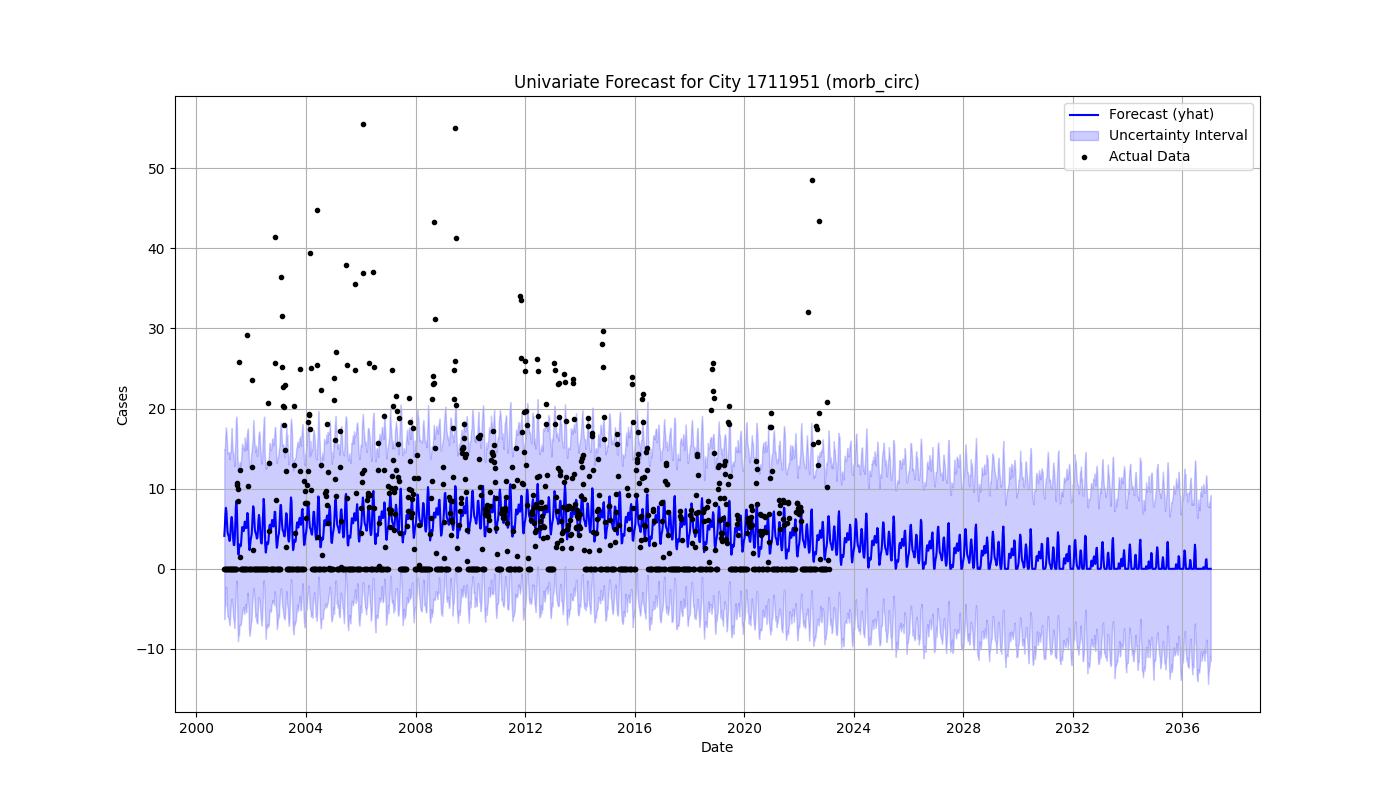 Univariate Forecast for City 1711951 (morb_circ)
Forecast (yhat)
Uncertainty Interval
Actual Data
Cases
50
40
30
20
10
0
−10
2000 2004 2008 2012 2016 2020 2024 2028 2032 2036
Date